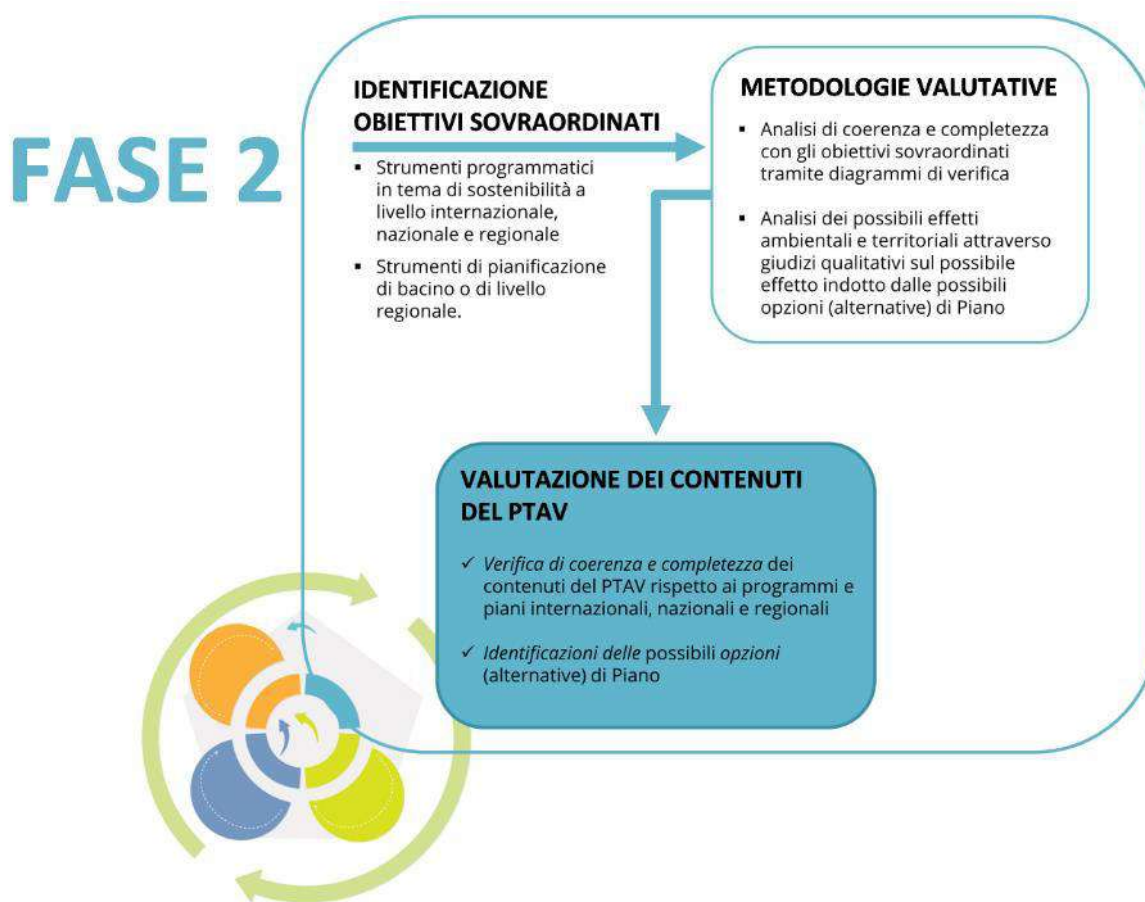 FASE 2
IDENTIFICAZIONE
OBIETTIVI SOVRAORDINATI
▪ Strumenti programmatici
in tema di sostenibilità a
livello internazionale,
nazionale e regionale
▪ Strumenti di pianificazione
di bacino o di livello
regionale.
METODOLOGIE VALUTATIVE
▪ Analisi di coerenza e completezza
con gli obiettivi sovraordinati
tramite diagrammi di verifica
▪ Analisi dei possibili effetti
ambientali e territoriali attraverso
giudizi qualitativi sul possibile
effetto indotto dalle possibili
opzioni (alternative) di Piano
VALUTAZIONE DEI CONTENUTI
DEL PTAV
✓ Verifica di coerenza e completezza dei
contenuti del PTAV rispetto ai programmi e
piani internazionali, nazionali e regionali
✓ Identificazioni delle possibili opzioni
(alternative) di Piano